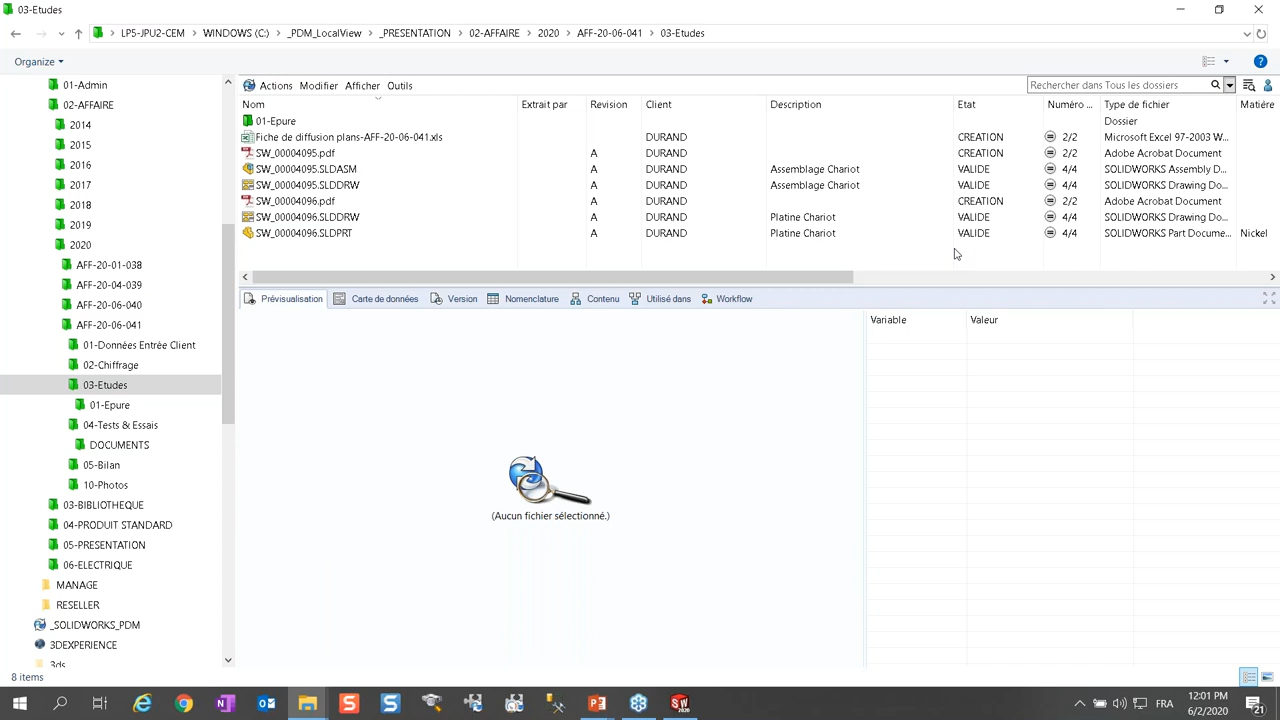 03-Etudes
LP5-JPU2-CEM > WINDOWS (C:) > _PDM_LocalView > _PRESENTATION > 02-AFFAIRE > 2020 > AFF-20-06-041 > 03-Etudes
Organize
01-Admin
02-AFFAIRE
2014
2015
2016
2017
2018
2019
2020
AFF-20-01-038
AFF-20-04-039
AFF-20-06-040
AFF-20-06-041
01-Données Entrée Client
02-Chiffrage
03-Etudes
01-Epure
04-Tests & Essais
DOCUMENTS
05-Bilan
10-Photos
03-BIBLIOTHEQUE
04-PRODUIT STANDARD
05-PRESENTATION
06-ELECTRIQUE
MANAGE
RESELLER
_SOLIDWORKS_PDM
3DEXPERIENCE
3ds
Actions Modifier Afficher Outils
Rechercher dans Tous les dossiers
Nom Extrait par Revision Client Description Etat Numéro ... Type de fichier Matière
01-Epure Dossier
Fiche de diffusion plans-AFF-20-06-041.xls DURAND CREATION 2/2 Microsoft Excel 97-2003 W...
SW_00004095.pdf A DURAND CREATION 2/2 Adobe Acrobat Document
SW_00004095.SLDASM A DURAND Assemblage Chariot VALIDE 4/4 SOLIDWORKS Assembly D...
SW_00004095.SLDDRW A DURAND Assemblage Chariot VALIDE 4/4 SOLIDWORKS Drawing Do...
SW_00004096.pdf A DURAND CREATION 2/2 Adobe Acrobat Document
SW_00004096.SLDDRW A DURAND Platine Chariot VALIDE 4/4 SOLIDWORKS Drawing Do...
SW_00004096.SLDPRT A DURAND Platine Chariot VALIDE 4/4 SOLIDWORKS Part Docume... Nickel
Prévisualisation Carte de données Version Nomenclature Contenu Utilisé dans Workflow
Variable Valeur
(Aucun fichier sélectionné.)
8 items
FRA
12:01 PM
6/2/2020
21